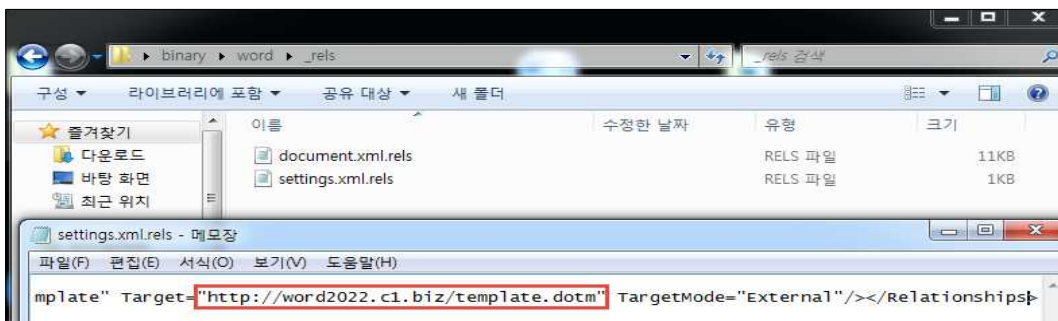 binary ▸ word ▸ _rels
_rels 검색
구성 ▼ 라이브러리에 포함 ▼ 공유 대상 ▼ 새 폴더
즐겨찾기
다운로드
바탕 화면
최근 위치
이름 수정한 날짜 유형 크기
document.xml.rels RELS 파일 11KB
settings.xml.rels RELS 파일 1KB
settings.xml.rels - 메모장
파일(F) 편집(E) 서식(O) 보기(V) 도움말(H)
mplate" Target="http://word2022.c1.biz/template.dotm" TargetMode="External"/></Relationships>